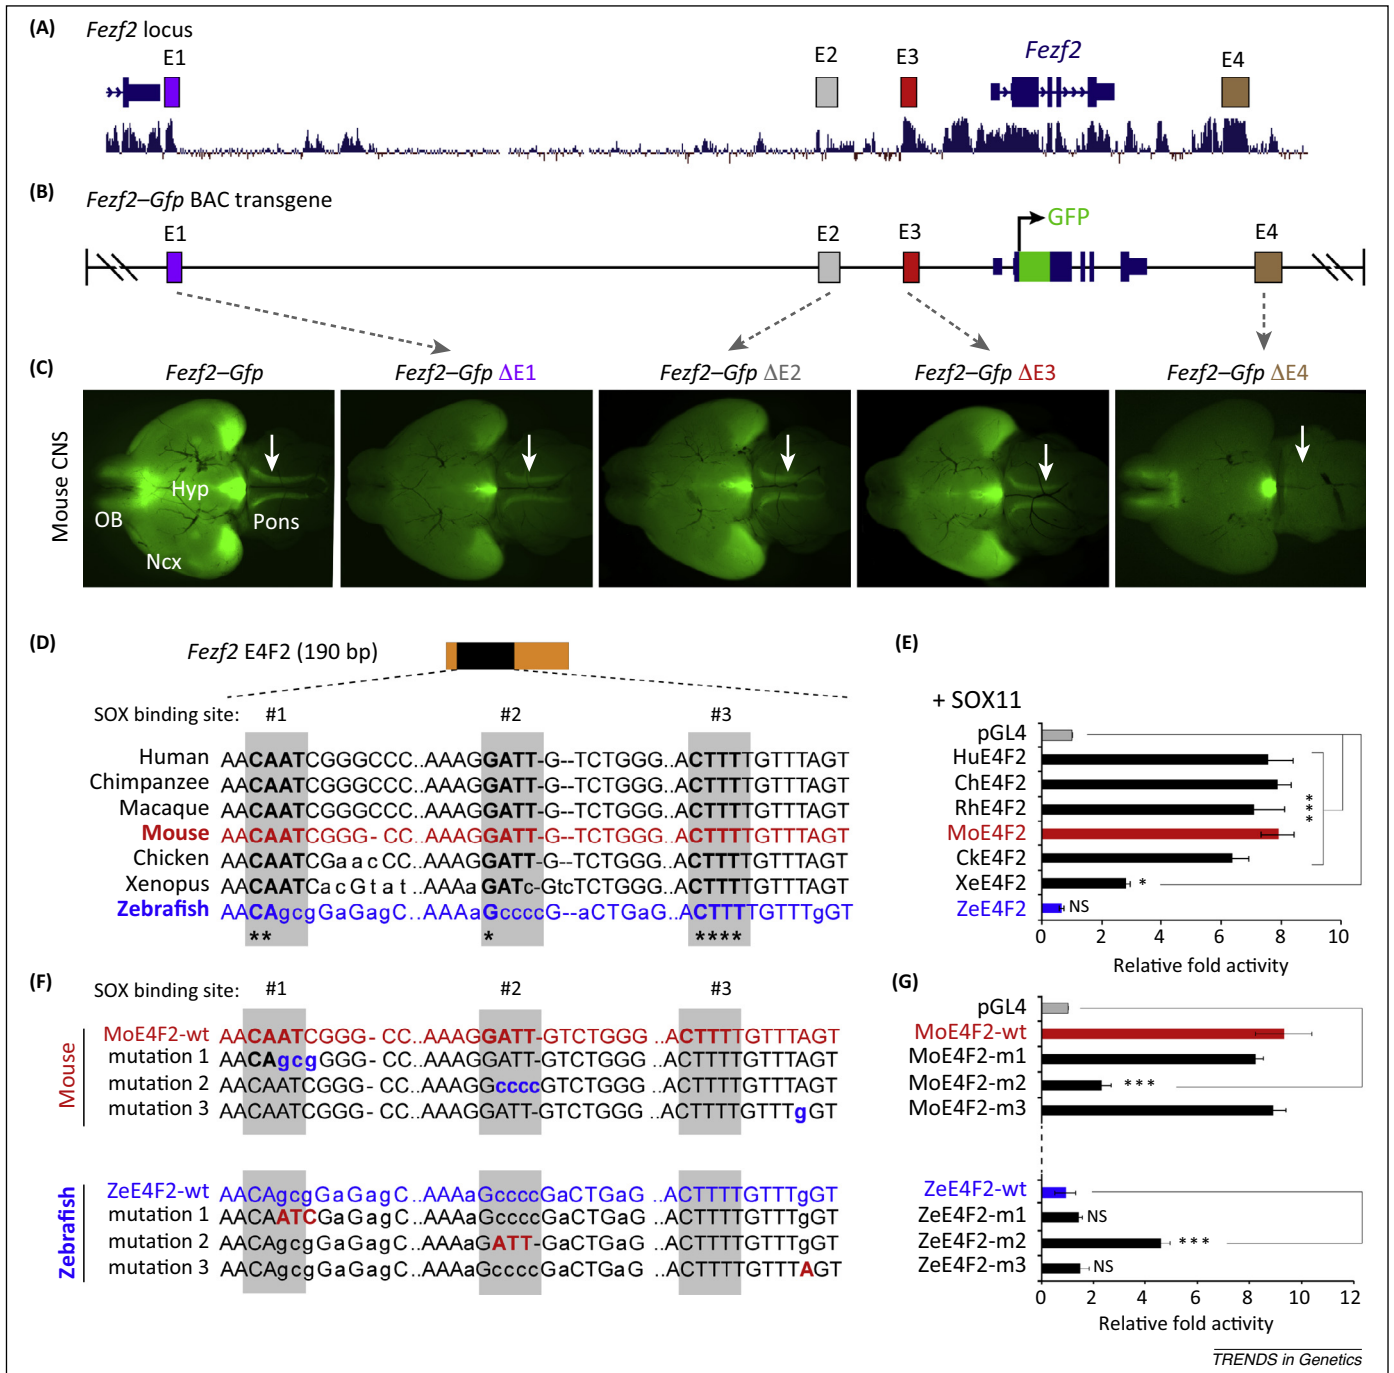 (A)
Fezf2 locus
E1
E2
E3
Fezf2
E4
(B)
Fezf2–Gfp BAC transgene
E1
E2
E3
GFP
E4
(C)
Fezf2–Gfp
Fezf2–Gfp ΔE1
Fezf2–Gfp ΔE2
Fezf2–Gfp ΔE3
Fezf2–Gfp ΔE4
Mouse CNS
OB
Hyp
Pons
Ncx
(D)
Fezf2 E4F2 (190 bp)
SOX binding site: #1 #2 #3
Human AACAATCGGGCCC..AAAGGATT-G--TCTGGG..ACTTTTGTTTAGT
Chimpanzee AACAATCGGGCCC..AAAGGATT-G--TCTGGG..ACTTTTGTTTAGT
Macaque AACAATCGGGCCC..AAAGGATT-G--TCTGGG..ACTTTTGTTTAGT
Mouse AACAATCGGG-CC..AAAGGATT-G--TCTGGG..ACTTTTGTTTAGT
Chicken AACAATCGaacCC..AAAGGATT-G--TCTGGG..ACTTTTGTTTAGT
Xenopus AACAATCacGtat..AAAaGATc-GtcTCTGGG..ACTTTTGTTTAGT
Zebrafish AACAgcgGaGagC..AAAaGccccG--aCTGaG..ACTTTTGTTTgGT
** * ****
(E)
+ SOX11
pGL4
HuE4F2
ChE4F2
RhE4F2
***
MoE4F2
CkE4F2
XeE4F2 *
ZeE4F2 NS
0 2 4 6 8 10
Relative fold activity
(F)
SOX binding site: #1 #2 #3
Mouse
MoE4F2-wt AACAATCGGG-CC..AAAGGATT-GTCTGGG..ACTTTTGTTTAGT
mutation 1 AACAgcgGGG-CC..AAAGGATT-GTCTGGG..ACTTTTGTTTAGT
mutation 2 AACAATCGGG-CC..AAAGGccccGTCTGGG..ACTTTTGTTTAGT
mutation 3 AACAATCGGG-CC..AAAGGATT-GTCTGGG..ACTTTTGTTTgGT
Zebrafish
ZeE4F2-wt AACAgcgGaGagC..AAAaGccccGaCTGaG..ACTTTTGTTTgGT
mutation 1 AACAATCGaGagC..AAAaGccccGaCTGaG..ACTTTTGTTTgGT
mutation 2 AACAgcgGaGagC..AAAaGATT-GaCTGaG..ACTTTTGTTTgGT
mutation 3 AACAgcgGaGagC..AAAaGccccGaCTGaG..ACTTTTGTTTAGT
(G)
pGL4
MoE4F2-wt
MoE4F2-m1
MoE4F2-m2 ***
MoE4F2-m3
ZeE4F2-wt
ZeE4F2-m1 NS
ZeE4F2-m2 ***
ZeE4F2-m3 NS
0 2 4 6 8 10 12
Relative fold activity
TRENDS in Genetics